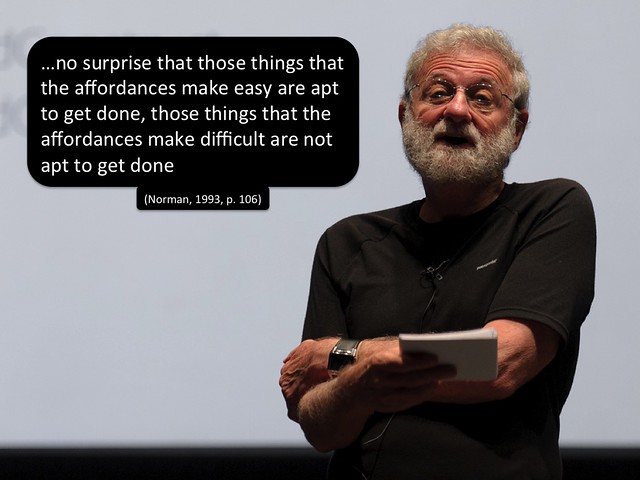 ...no surprise that those things that
the affordances make easy are apt
to get done, those things that the
affordances make difficult are not
apt to get done
(Norman, 1993, p. 106)